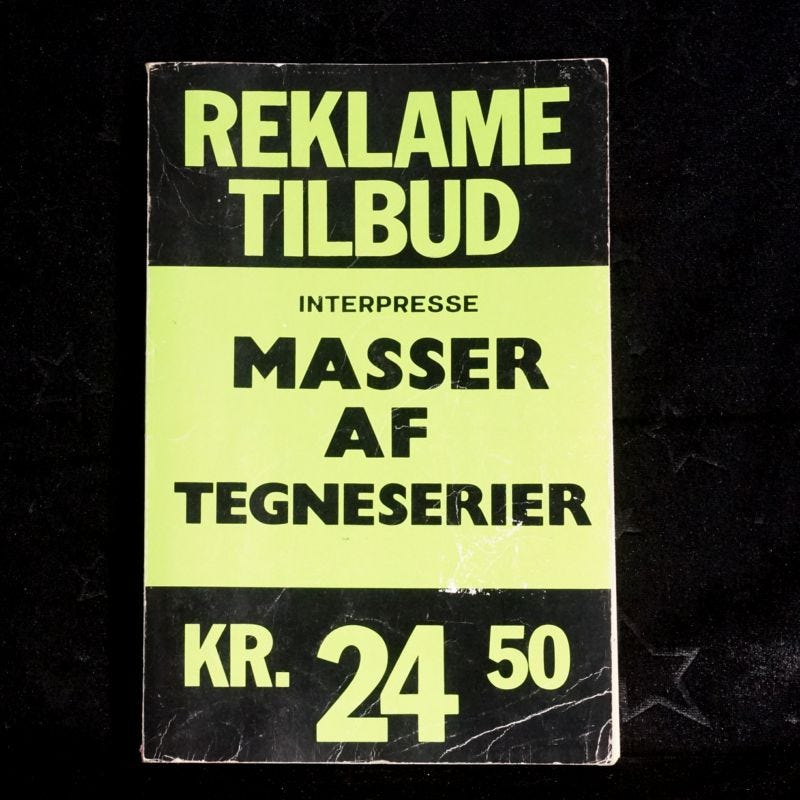 REKLAME
TILBUD
INTERPRESSE
MASSER
AF
TEGNESERIER
KR. 24 50